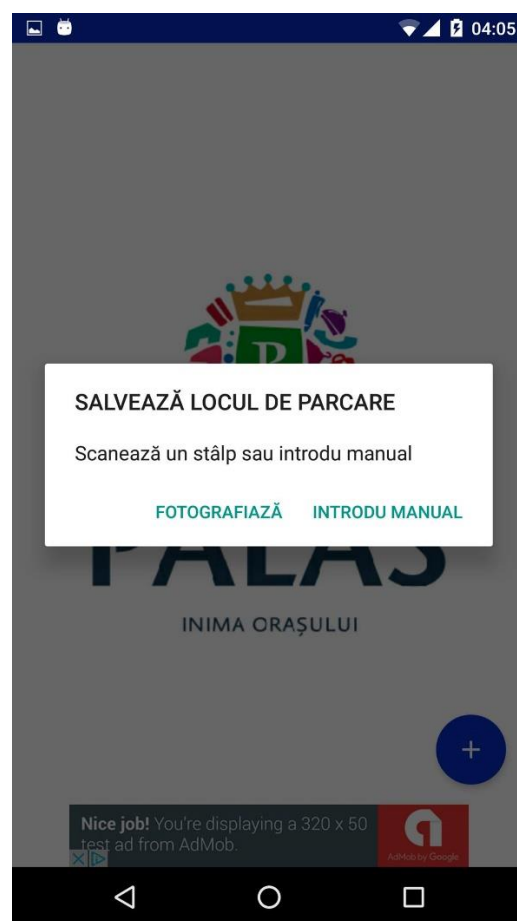 04:05
P
SALVEAZĂ LOCUL DE PARCARE
Scanează un stâlp sau introdu manual
FOTOGRAFIAZĂ INTRODU MANUAL
PALAS
INIMA ORAȘULUI
+
Nice job! You're displaying a 320 x 50
test ad from AdMob.
AdMob by Google